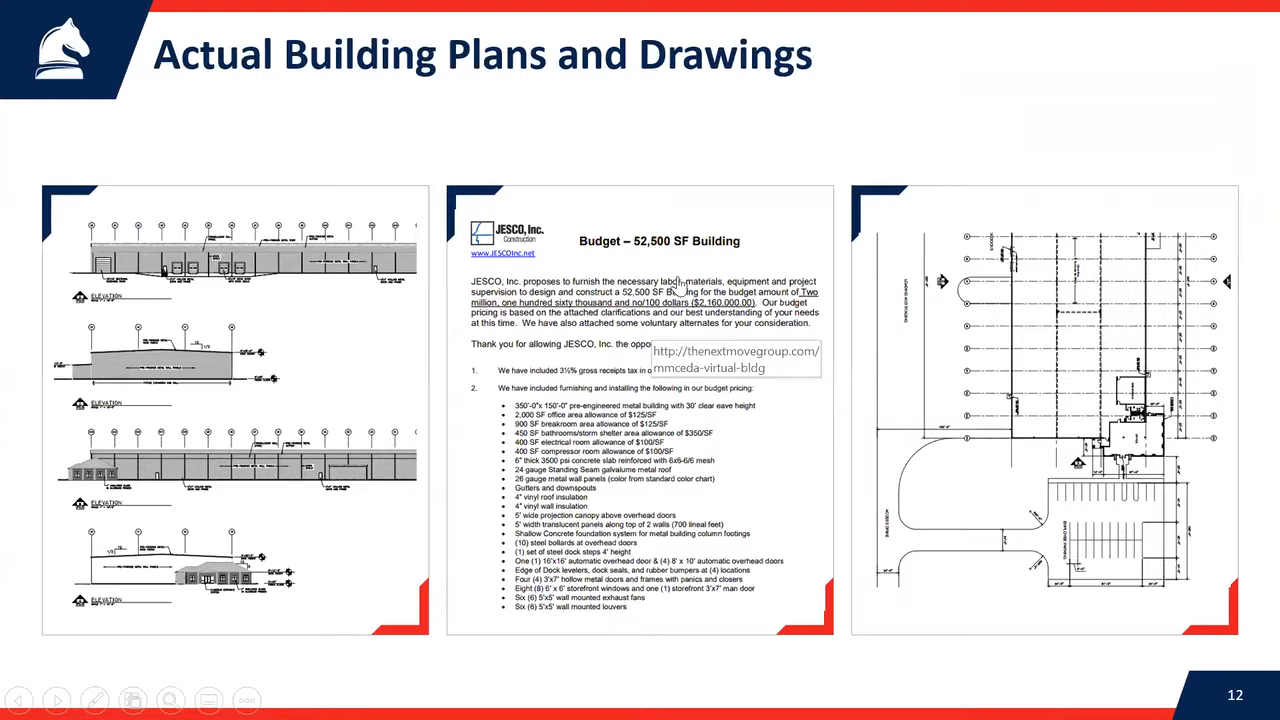 Actual Building Plans and Drawings
ELEVATION
ELEVATION
ELEVATION
ELEVATION
JESCO, Inc.
Construction
www.JESCOInc.net
Budget – 52,500 SF Building
JESCO, Inc. proposes to furnish the necessary labor, materials, equipment and project
supervision to design and construct a 52,500 SF Building for the budget amount of Two
million, one hundred sixty thousand and no/100 dollars ($2,160,000.00). Our budget
pricing is based on the attached clarifications and our best understanding of your needs
at this time. We have also attached some voluntary alternates for your consideration.
Thank you for allowing JESCO, Inc. the oppo
http://thenextmovegroup.com/
mmceda-virtual-bldg
1. We have included 3½% gross receipts tax in o
2. We have included furnishing and installing the following in our budget pricing:
• 350'-0"x 150'-0" pre-engineered metal building with 30' clear eave height
• 2,000 SF office area allowance of $125/SF
• 900 SF breakroom area allowance of $125/SF
• 450 SF bathrooms/storm shelter area allowance of $350/SF
• 400 SF electrical room allowance of $100/SF
• 400 SF compressor room allowance of $100/SF
• 6" thick 3500 psi concrete slab reinforced with 6x6-6/6 mesh
• 24 gauge Standing Seam galvalume metal roof
• 26 gauge metal wall panels (color from standard color chart)
• Gutters and downspouts
• 4" vinyl roof insulation
• 4" vinyl wall insulation
• 5' wide projection canopy above overhead doors
• 5' width translucent panels along top of 2 walls (700 lineal feet)
• Shallow Concrete foundation system for metal building column footings
• (10) steel bollards at overhead doors
• (1) set of steel dock steps 4' height
• One (1) 16'x16' automatic overhead door & (4) 8' x 10' automatic overhead doors
• Edge of Dock levelers, dock seals, and rubber bumpers at (4) locations
• Four (4) 3'x7' hollow metal doors and frames with panics and closers
• Eight (8) 6' x 6' storefront windows and one (1) storefront 3'x7' man door
• Six (6) 5'x5' wall mounted exhaust fans
• Six (6) 5'x5' wall mounted louvers
LOADING AND STAGING
ACCESS DRIVE
EMPLOYEE PARKING
12